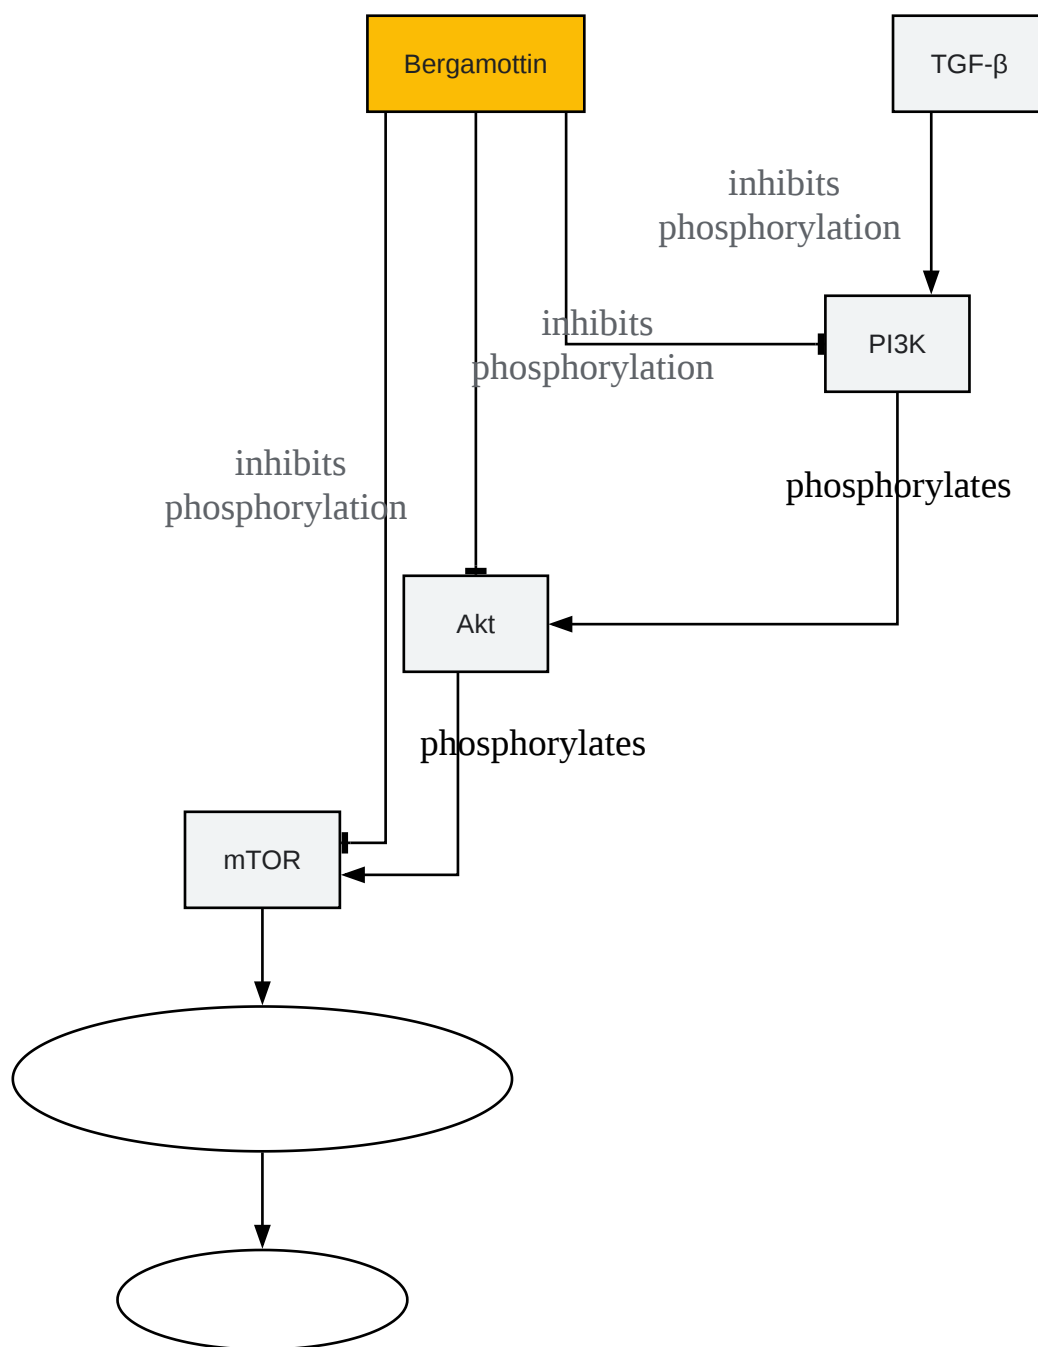 Bergamottin
TGF-β
inhibits
phosphorylation
inhibits
phosphorylation
PI3K
inhibits
phosphorylation
phosphorylates
Akt
phosphorylates
mTOR